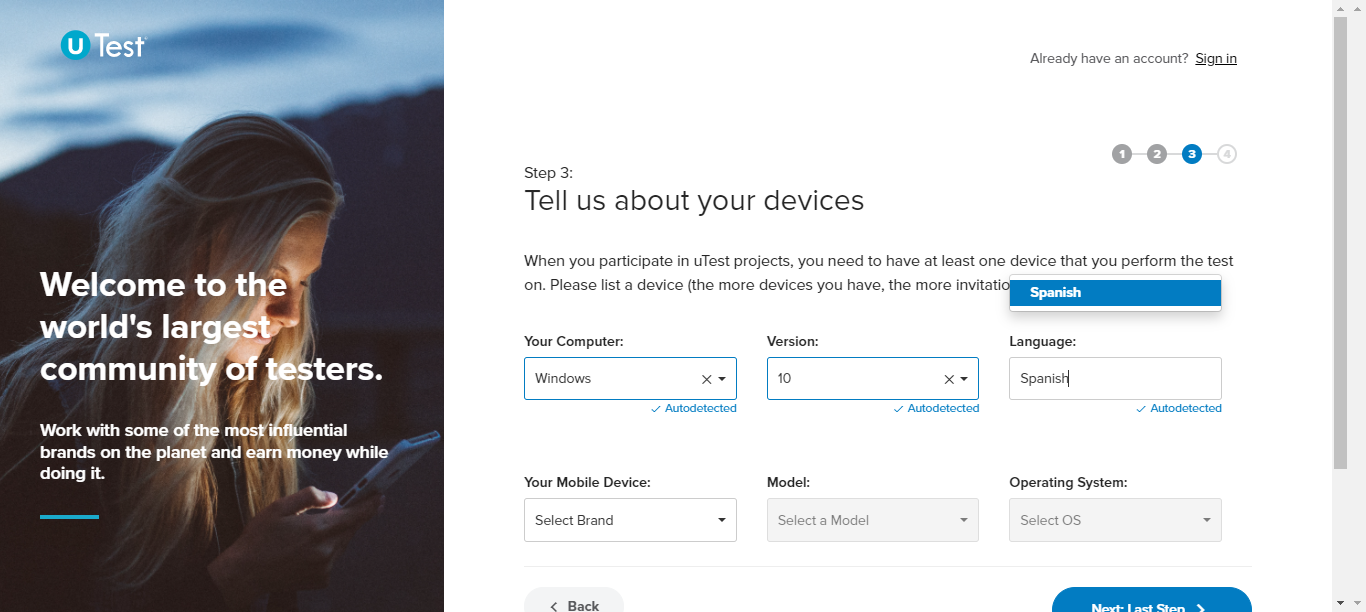 uTest
Already have an account? Sign in
1 2 3 4
Step 3:
Tell us about your devices
When you participate in uTest projects, you need to have at least one device that you perform the test
on. Please list a device (the more devices you have, the more
Spanish
Your Computer: Version: Language:
Windows 10 Spanish
Autodetected Autodetected Autodetected
Your Mobile Device: Model: Operating System:
Select Brand Select a Model Select OS
Back Next: Last Step
Welcome to the
world's largest
community of testers.
Work with some of the most influential
brands on the planet and earn money while
doing it.